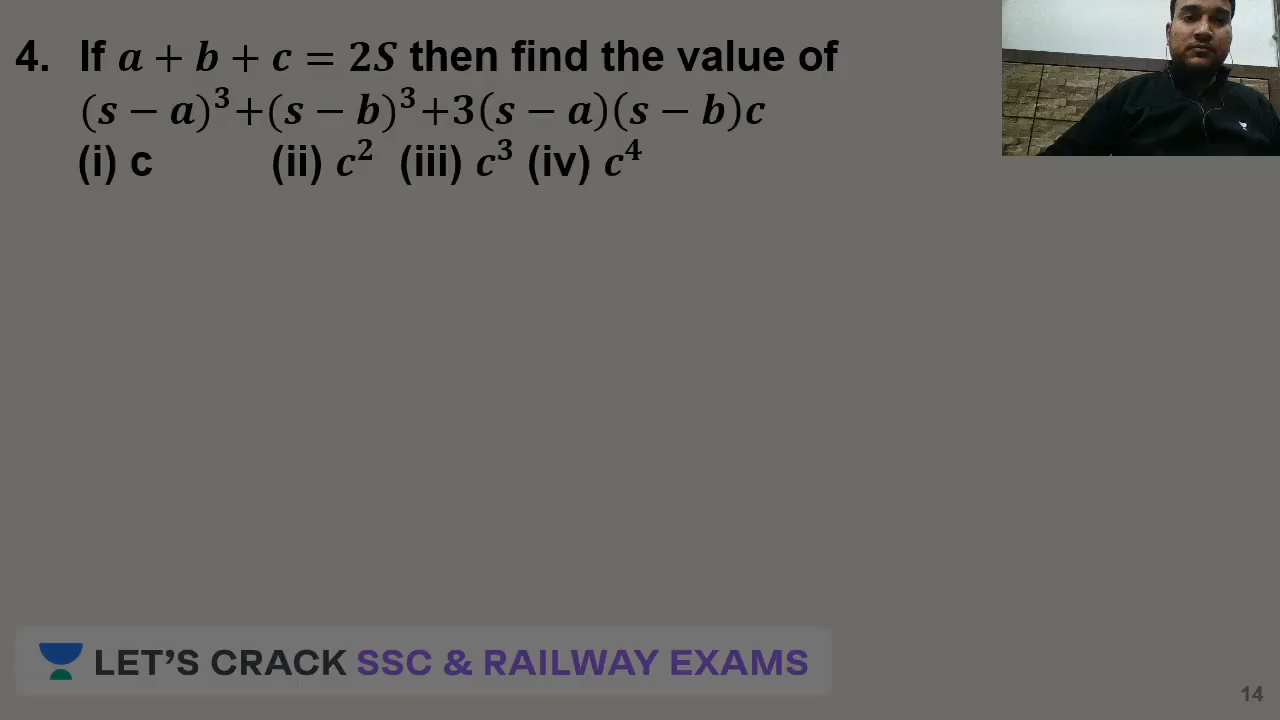 4. If a + b + c = 2S then find the value of
(s − a)³+(s − b)³+3(s − a)(s − b)c
(i) c (ii) c² (iii) c³ (iv) c⁴
LET'S CRACK SSC & RAILWAY EXAMS
14